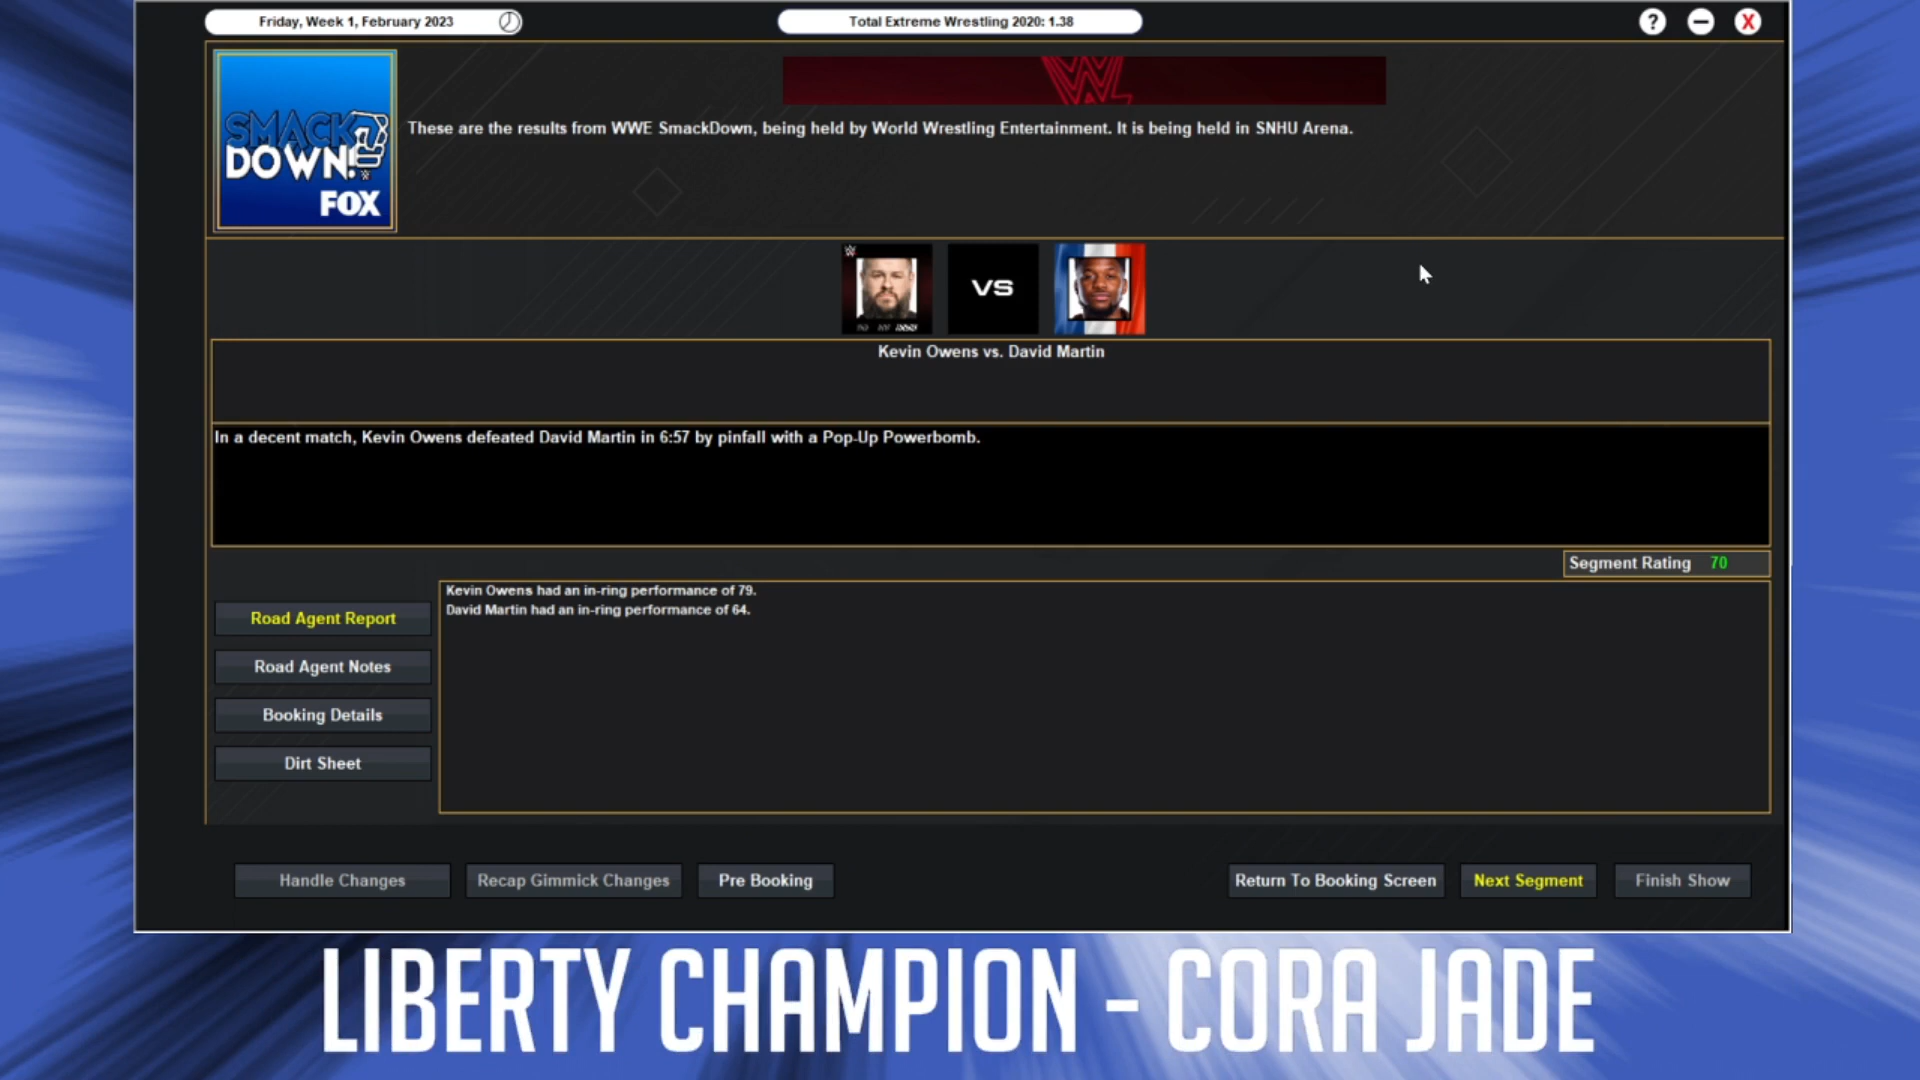 Friday, Week 1, February 2023
Total Extreme Wrestling 2020: 1.38
?
X
SMACK
DOWN!
FOX
These are the results from WWE SmackDown, being held by World Wrestling Entertainment. It is being held in SNHU Arena.
VS
Kevin Owens vs. David Martin
In a decent match, Kevin Owens defeated David Martin in 6:57 by pinfall with a Pop-Up Powerbomb.
Segment Rating 70
Kevin Owens had an in-ring performance of 79.
David Martin had an in-ring performance of 64.
Road Agent Report
Road Agent Notes
Booking Details
Dirt Sheet
Handle Changes
Recap Gimmick Changes
Pre Booking
Return To Booking Screen
Next Segment
Finish Show
LIBERTY CHAMPION - CORA JADE